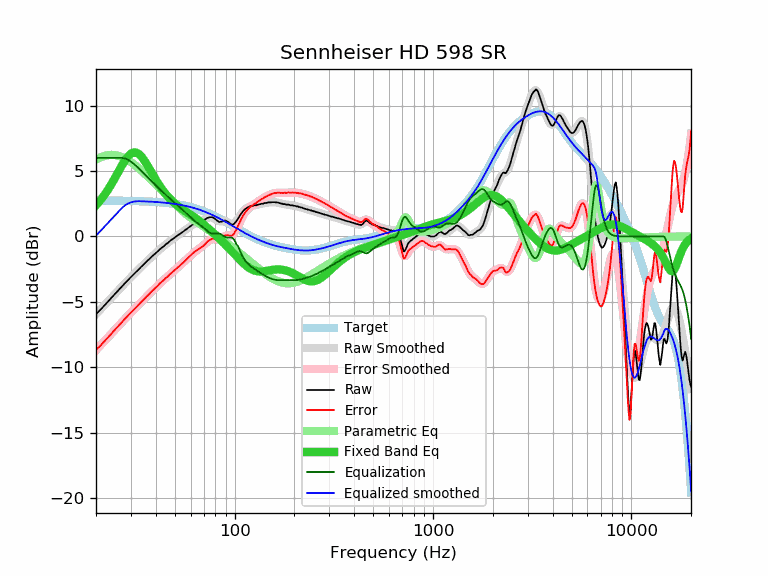 Sennheiser HD 598 SR
Amplitude (dBr)
10
5
0
−5
−10
−15
−20
Target
Raw Smoothed
Error Smoothed
Raw
Error
Parametric Eq
Fixed Band Eq
Equalization
Equalized smoothed
100
1000
10000
Frequency (Hz)